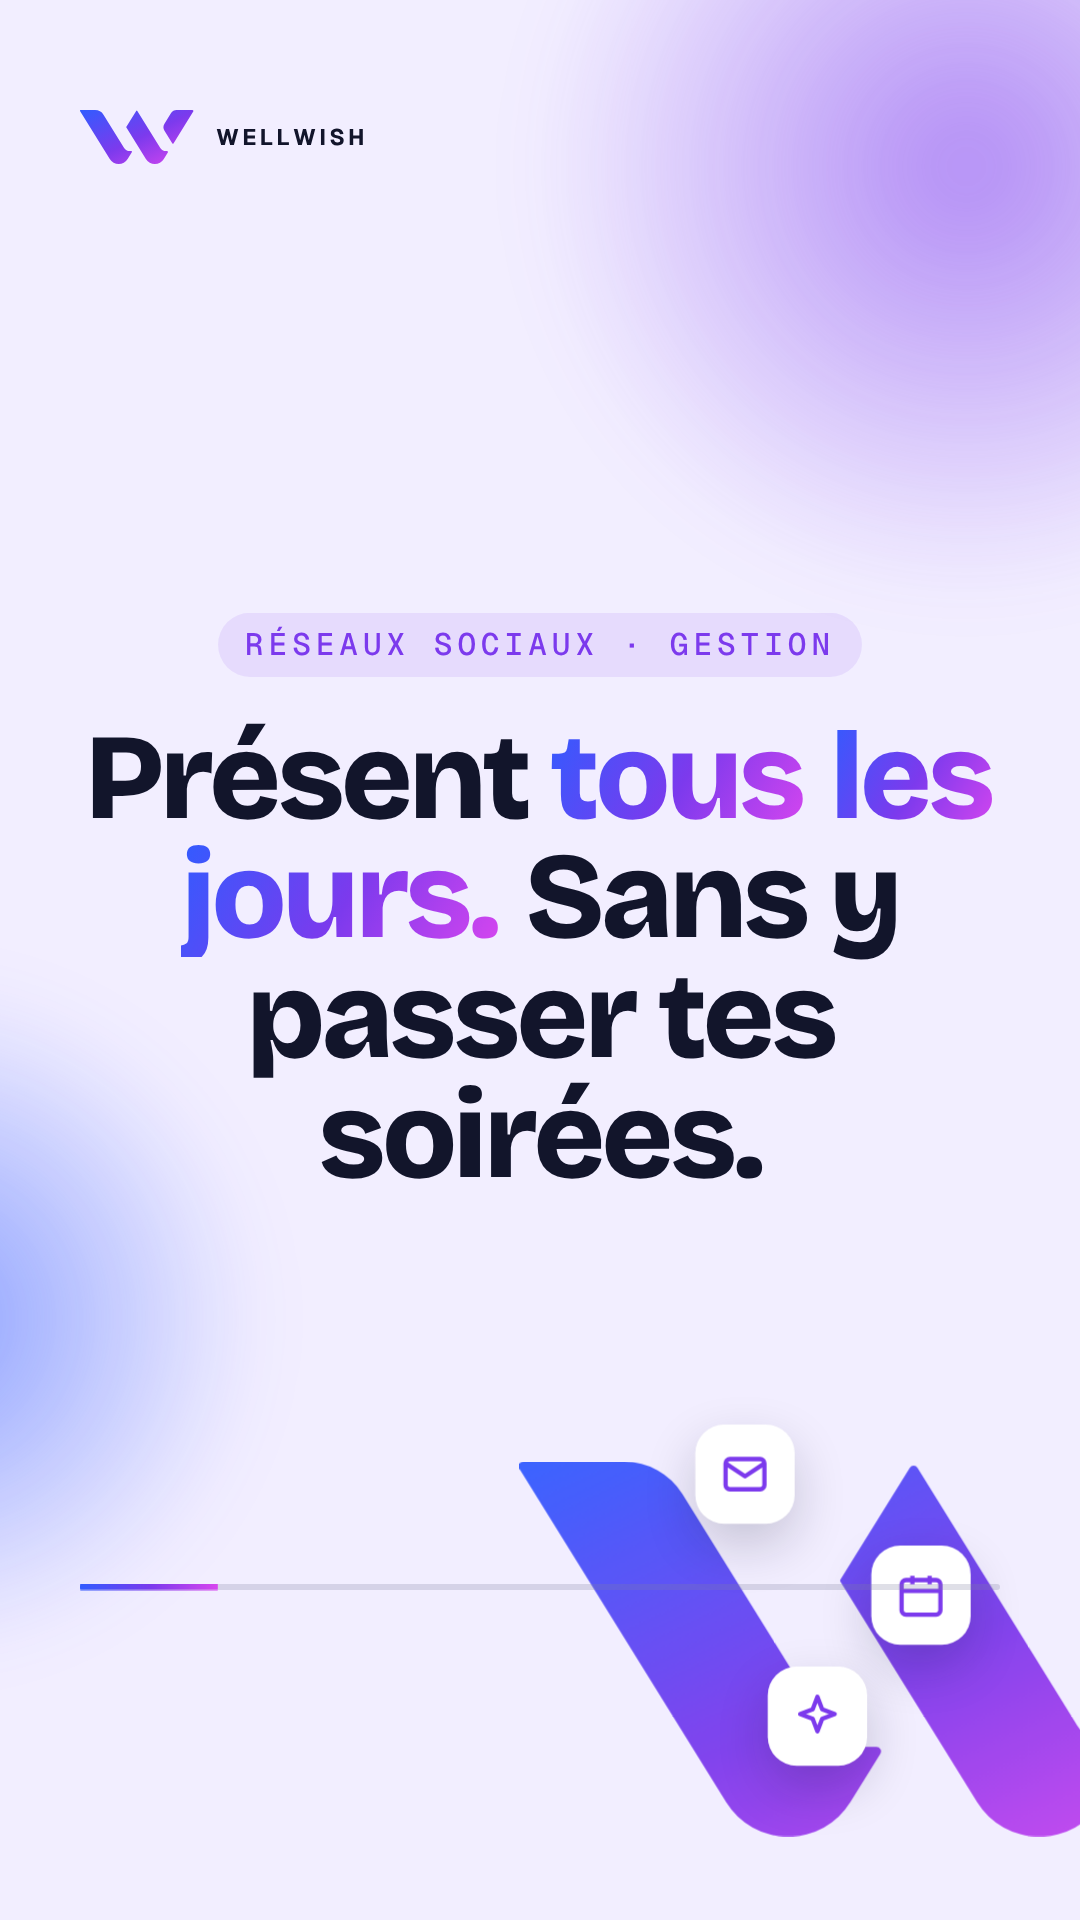 WELLWISH
RÉSEAUX SOCIAUX · GESTION
Présent tous les
jours. Sans y
passer tes
soirées.